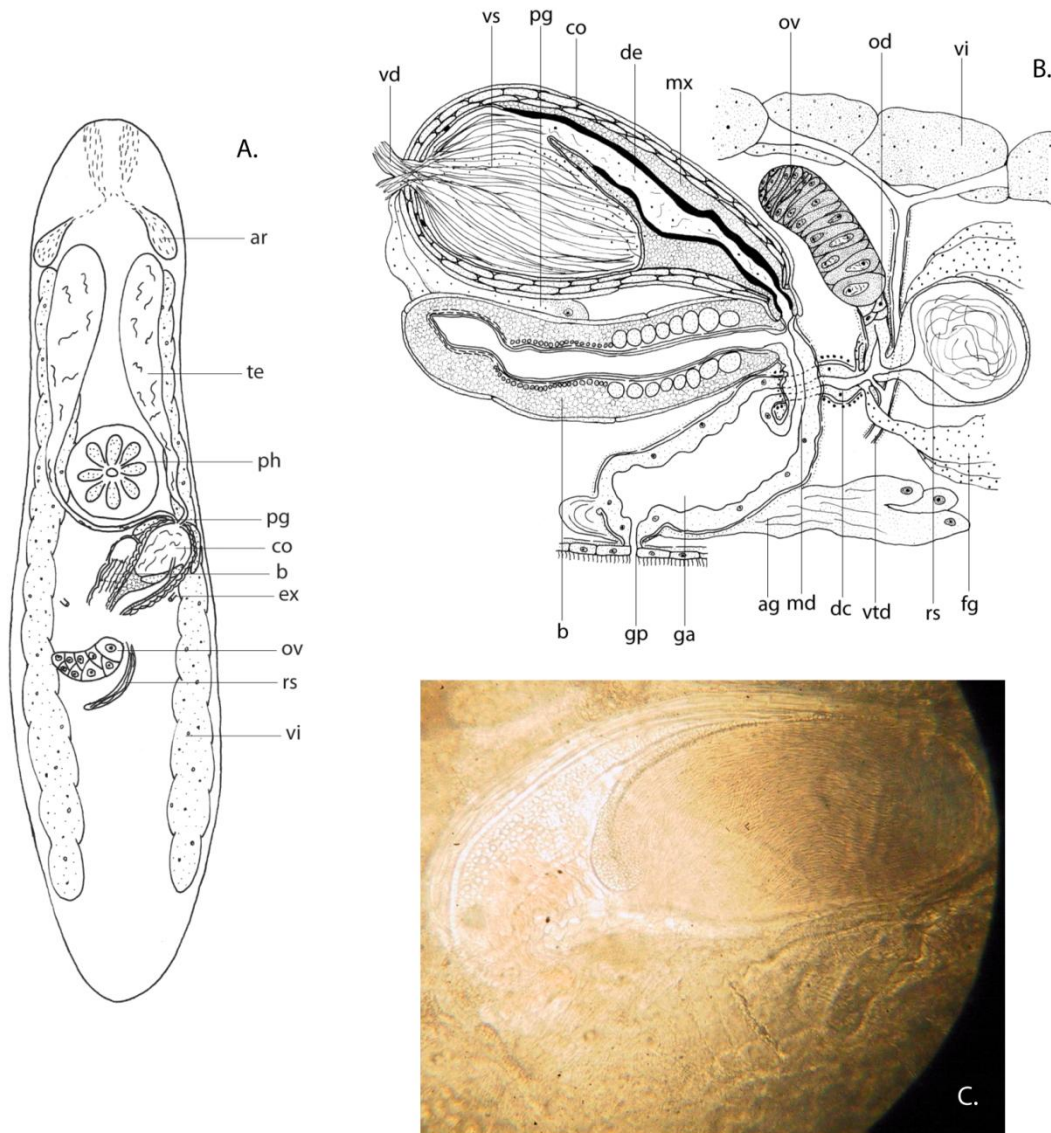 A.
ar
te
ph
pg
co
b
ex
ov
rs
vi
B.
vd vs pg co de mx ov od vi
b gp ga ag md dc vtd rs fg
C.